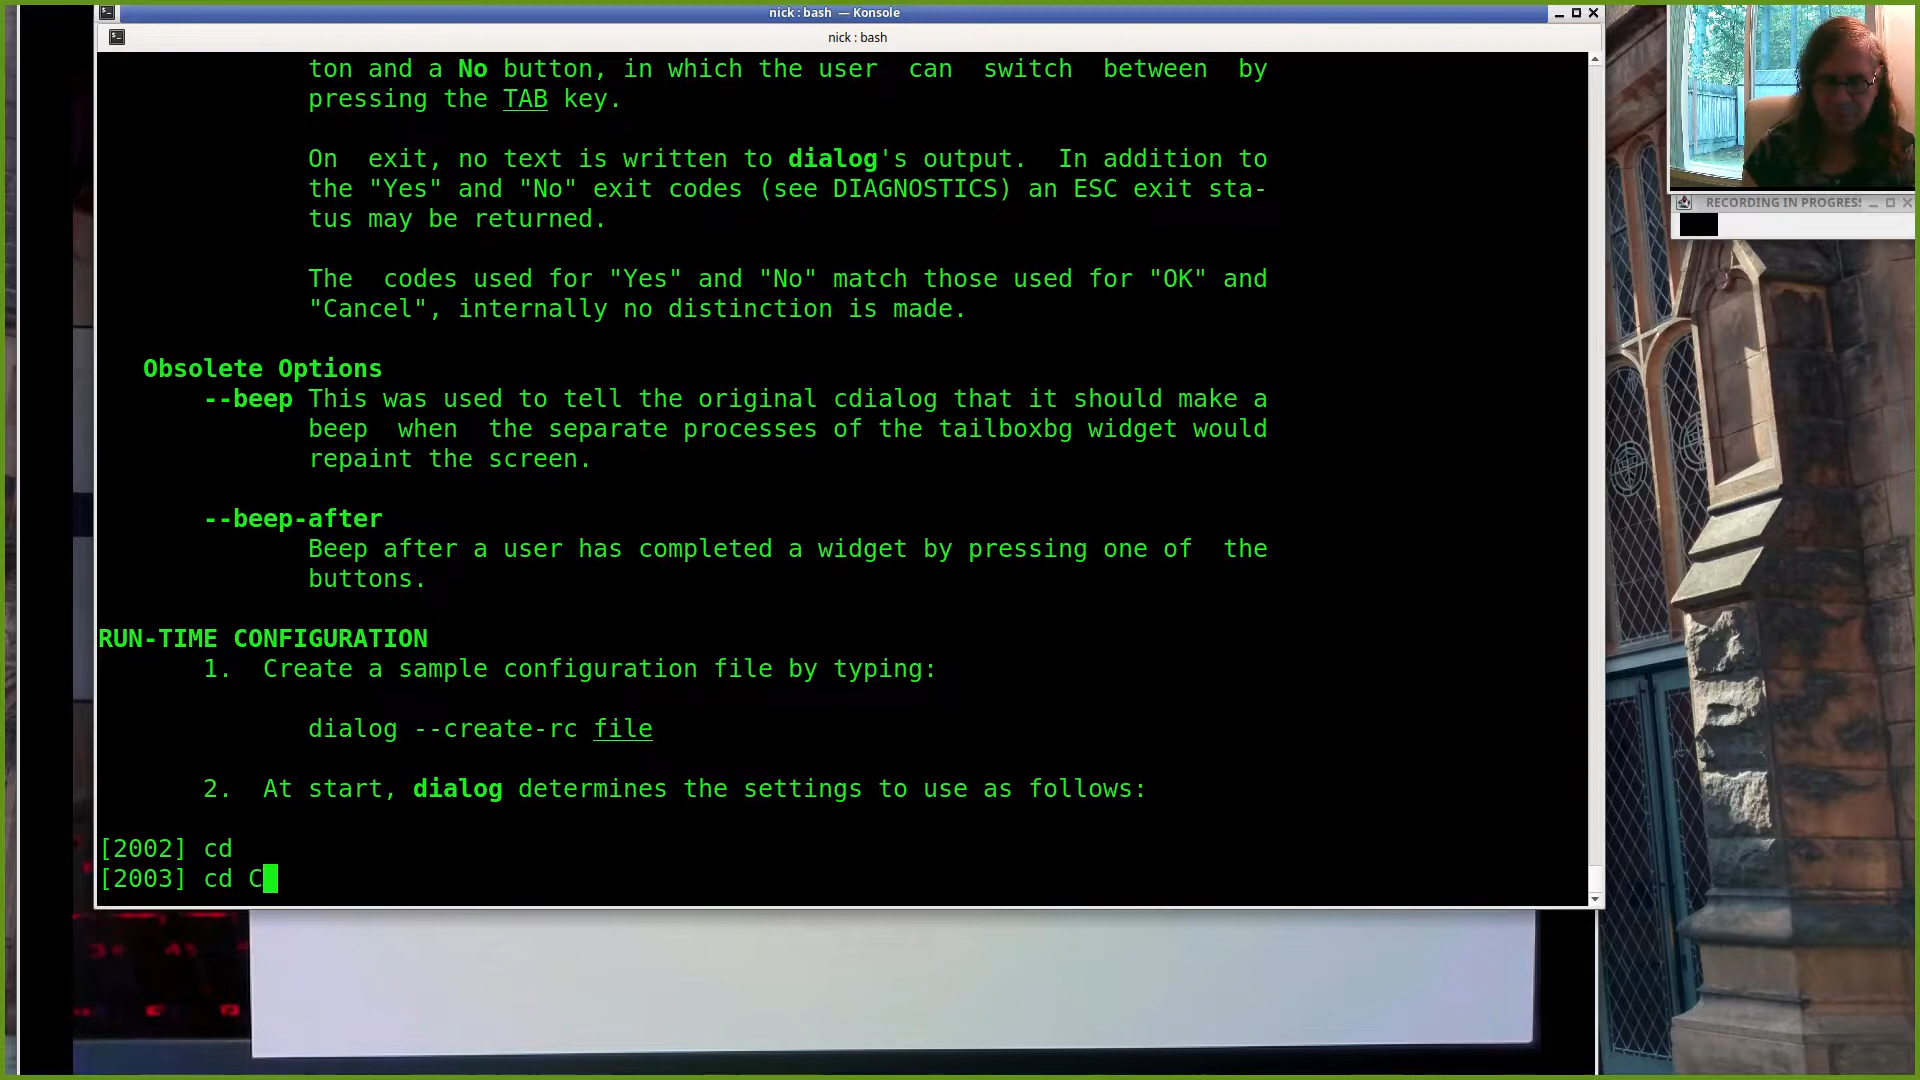 nick : bash — Konsole
nick : bash
ton and a No button, in which the user can switch between by
pressing the TAB key.
On exit, no text is written to dialog's output. In addition to
the "Yes" and "No" exit codes (see DIAGNOSTICS) an ESC exit sta-
tus may be returned.
The codes used for "Yes" and "No" match those used for "OK" and
"Cancel", internally no distinction is made.
Obsolete Options
--beep This was used to tell the original cdialog that it should make a
beep when the separate processes of the tailboxbg widget would
repaint the screen.
--beep-after
Beep after a user has completed a widget by pressing one of the
buttons.
RUN-TIME CONFIGURATION
1. Create a sample configuration file by typing:
dialog --create-rc file
2. At start, dialog determines the settings to use as follows:
[2002] cd
[2003] cd C
RECORDING IN PROGRES